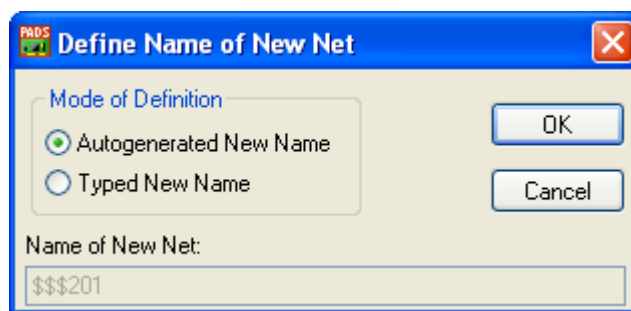 PADS
Define Name of New Net
Mode of Definition
Autogenerated New Name
OK
Typed New Name
Cancel
Name of New Net:
$$$201